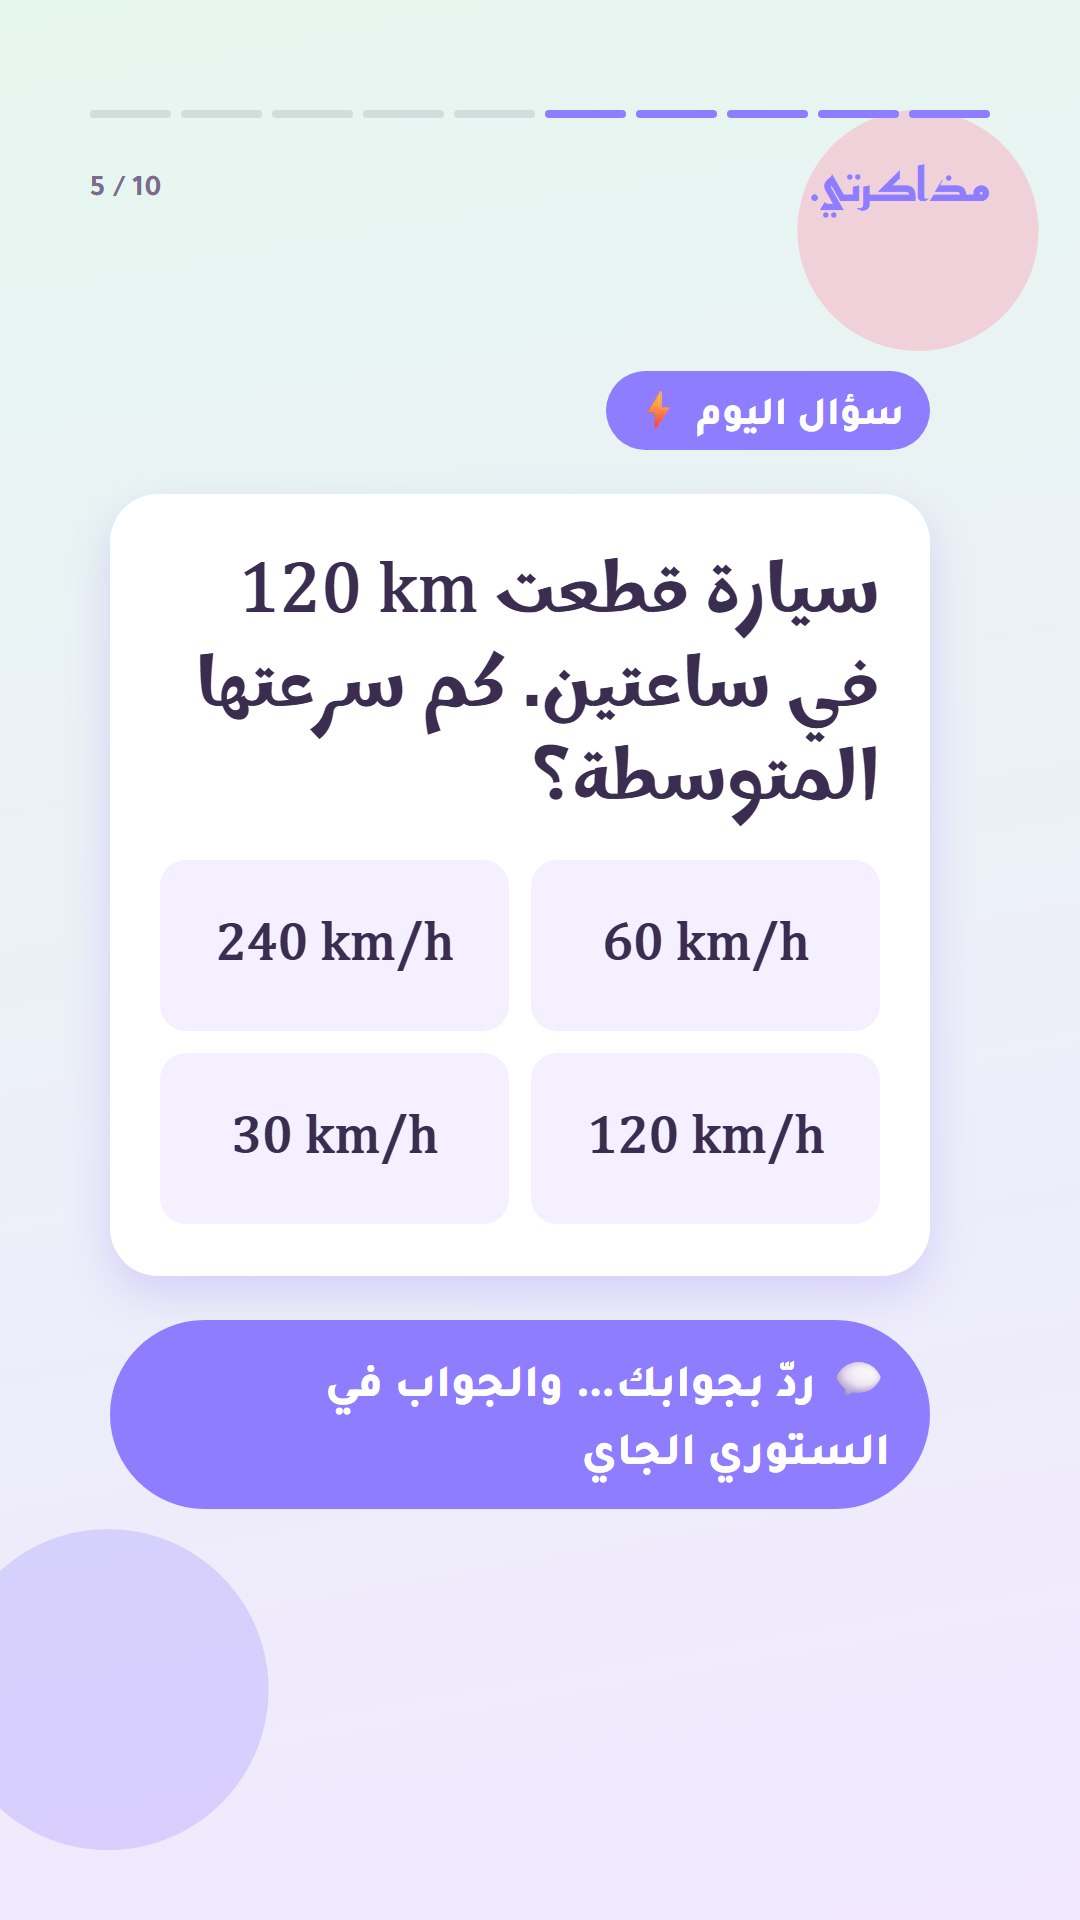 مذاكرتي.
5 / 10
سؤال اليوم ⚡
سيارة قطعت 120 km
في ساعتين. كم سرعتها
المتوسطة؟
60 km/h
240 km/h
120 km/h
30 km/h
💬 ردّ بجوابك... والجواب في
الستوري الجاي